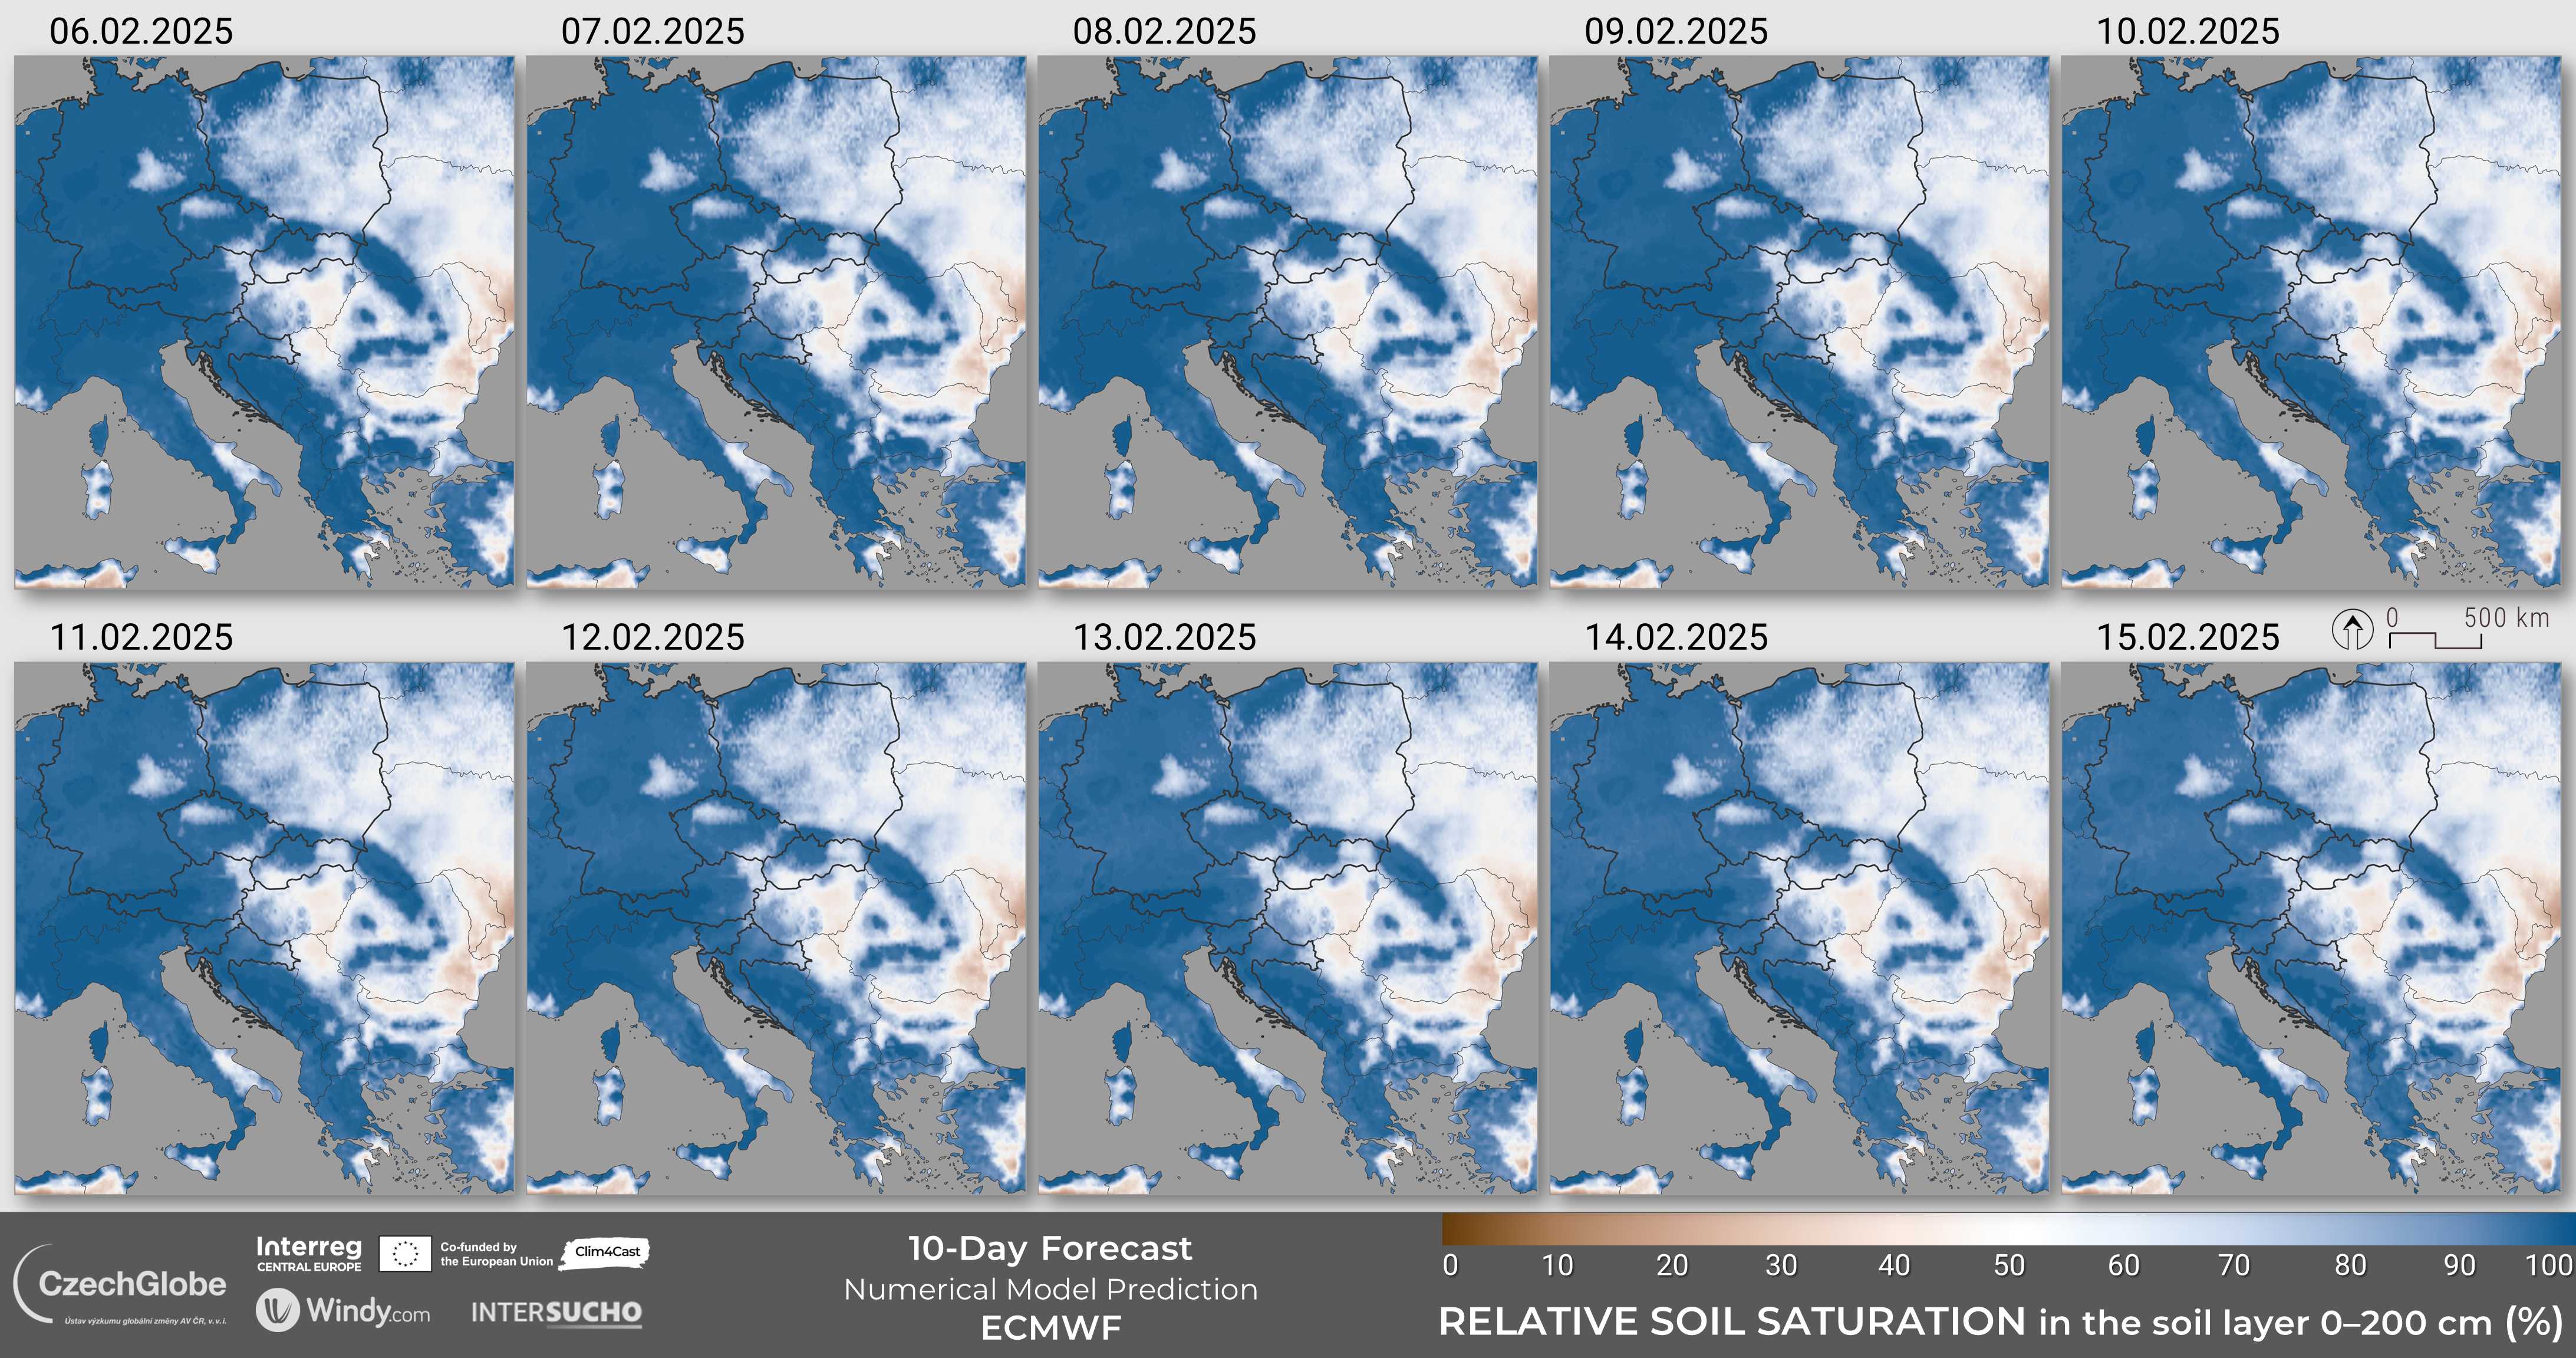 06.02.2025
07.02.2025
08.02.2025
09.02.2025
10.02.2025
11.02.2025
12.02.2025
13.02.2025
14.02.2025
15.02.2025
0 500 km
CzechGlobe
Ústav výzkumu globální změny AV ČR, v. v. i.
Interreg
CENTRAL EUROPE
Co-funded by
the European Union
Clim4Cast
Windy.com
INTERSUCHO
10-Day Forecast
Numerical Model Prediction
ECMWF
0 10 20 30 40 50 60 70 80 90 100
RELATIVE SOIL SATURATION in the soil layer 0–200 cm (%)